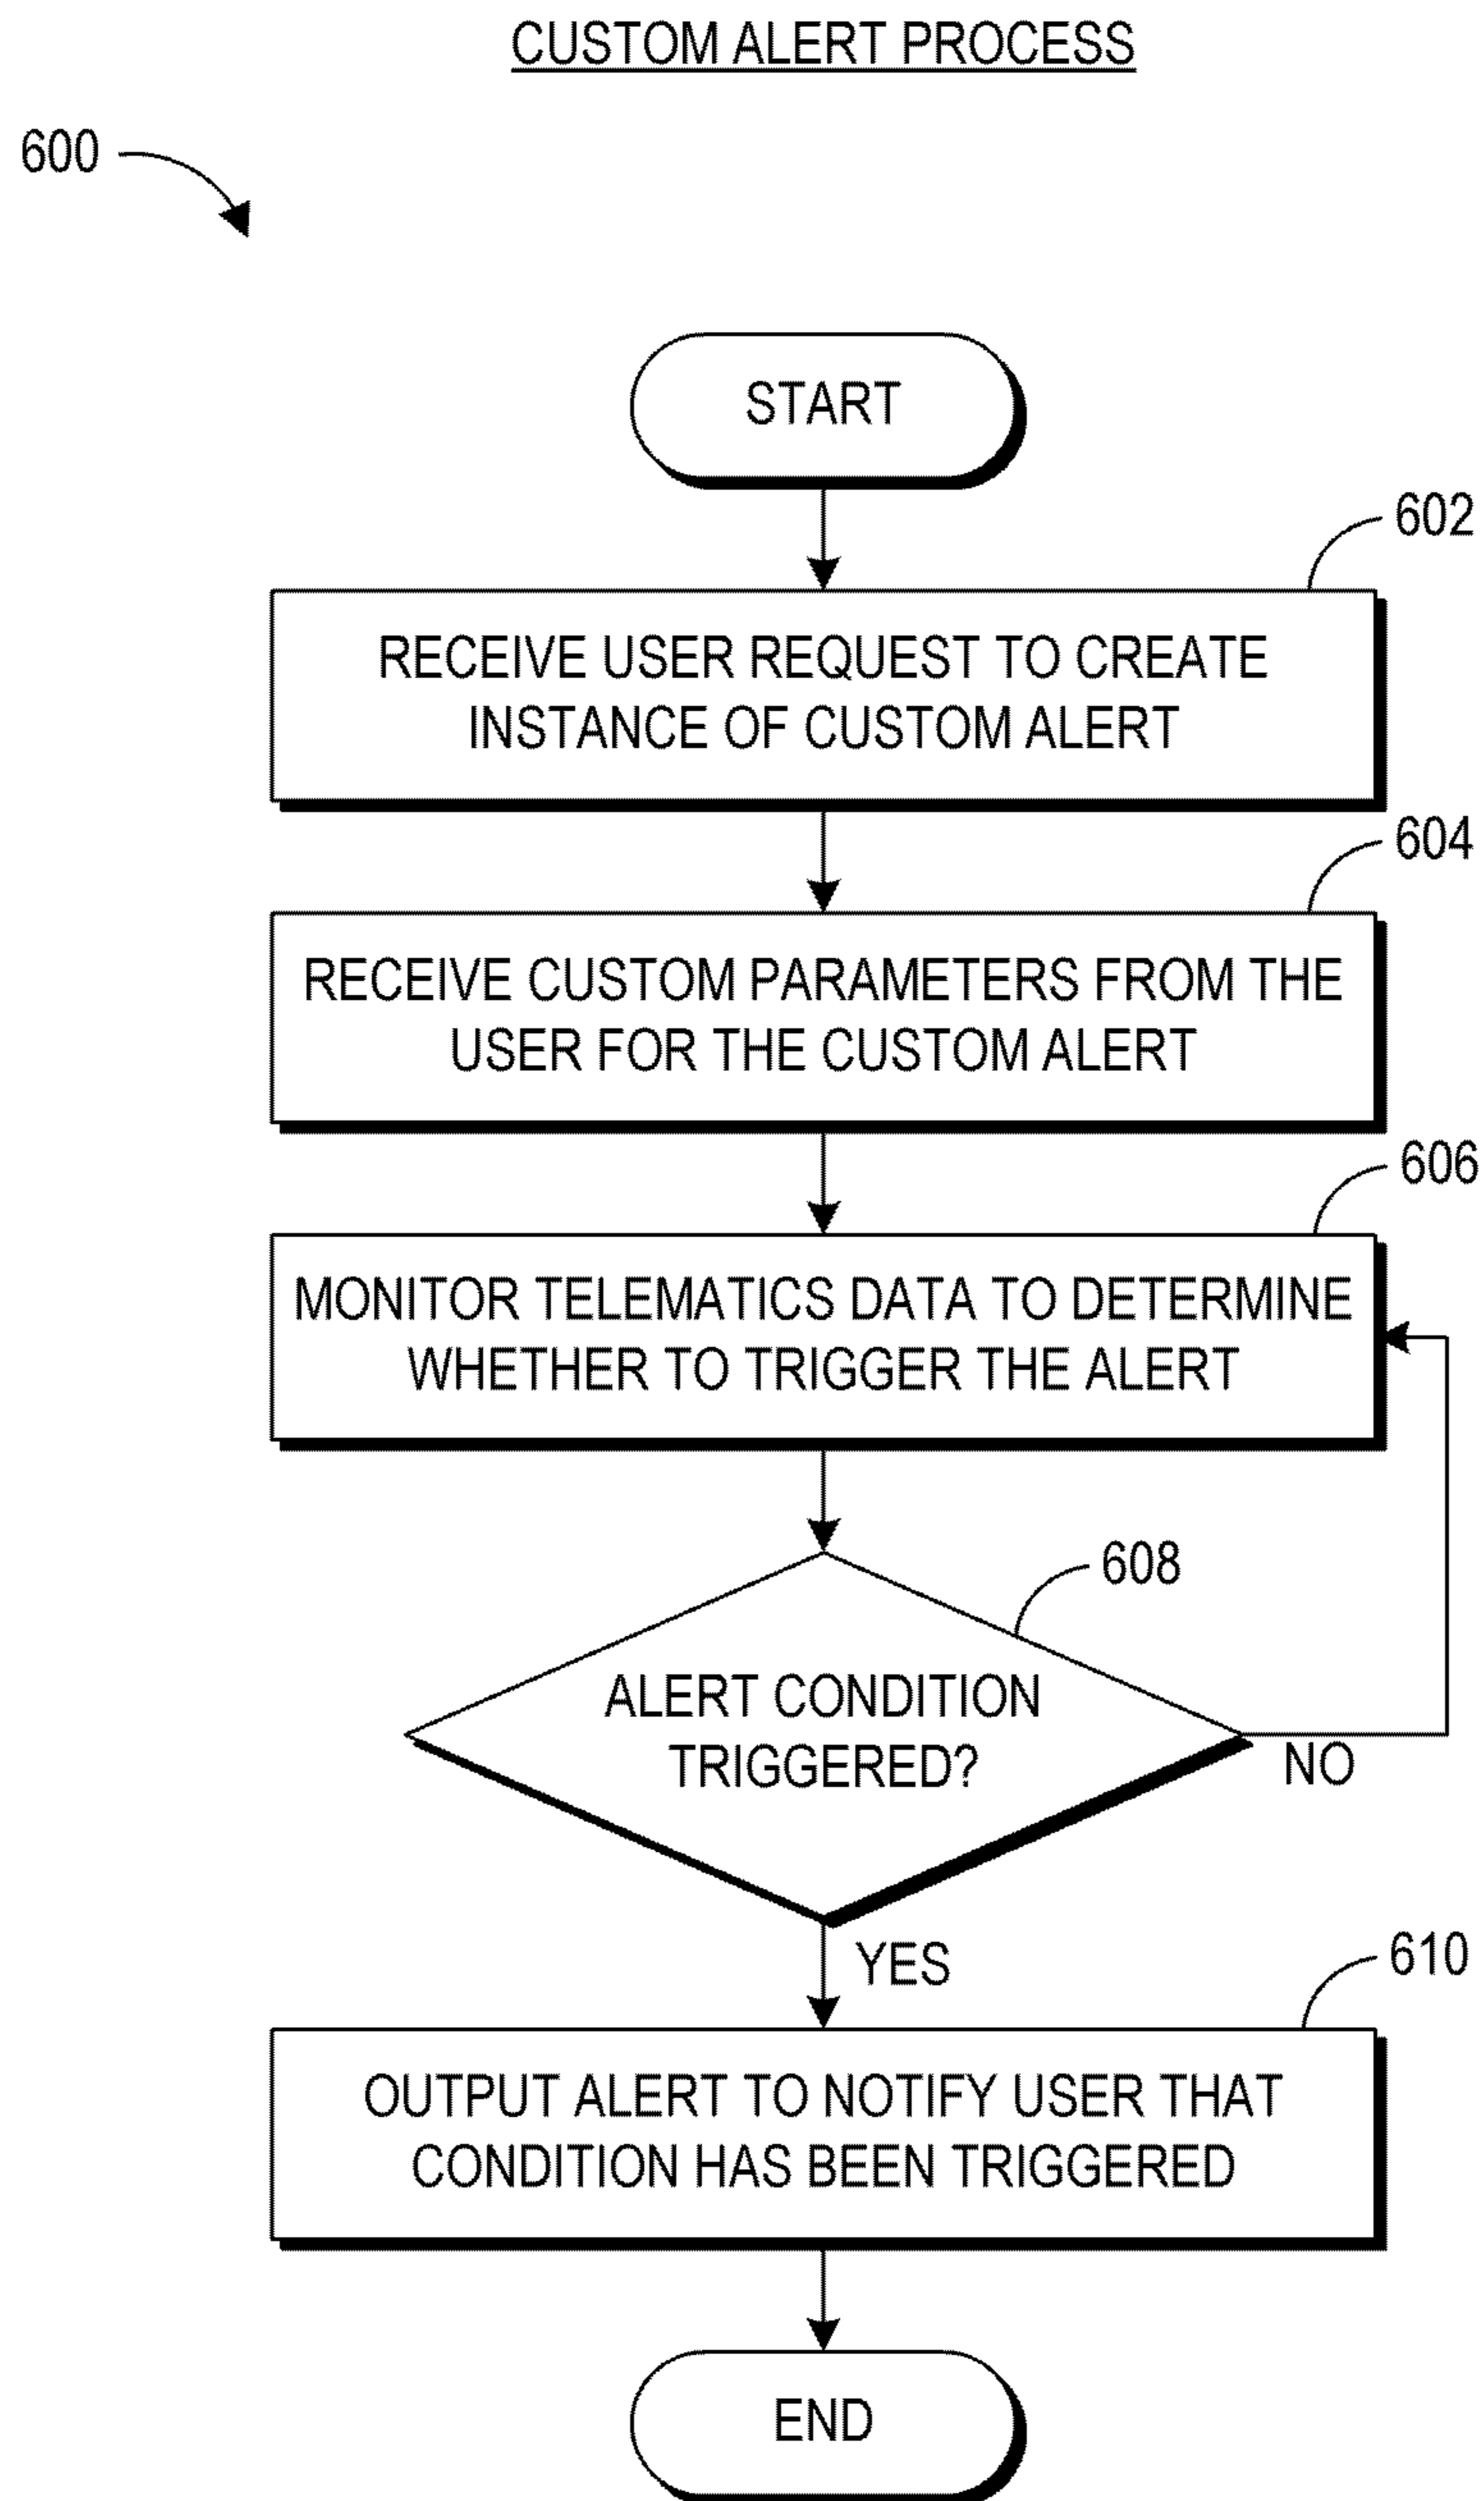 CUSTOM ALERT PROCESS
600
START
602
RECEIVE USER REQUEST TO CREATE
INSTANCE OF CUSTOM ALERT
604
RECEIVE CUSTOM PARAMETERS FROM THE
USER FOR THE CUSTOM ALERT
606
MONITOR TELEMATICS DATA TO DETERMINE
WHETHER TO TRIGGER THE ALERT
608
ALERT CONDITION
TRIGGERED?
NO
YES
610
OUTPUT ALERT TO NOTIFY USER THAT
CONDITION HAS BEEN TRIGGERED
END